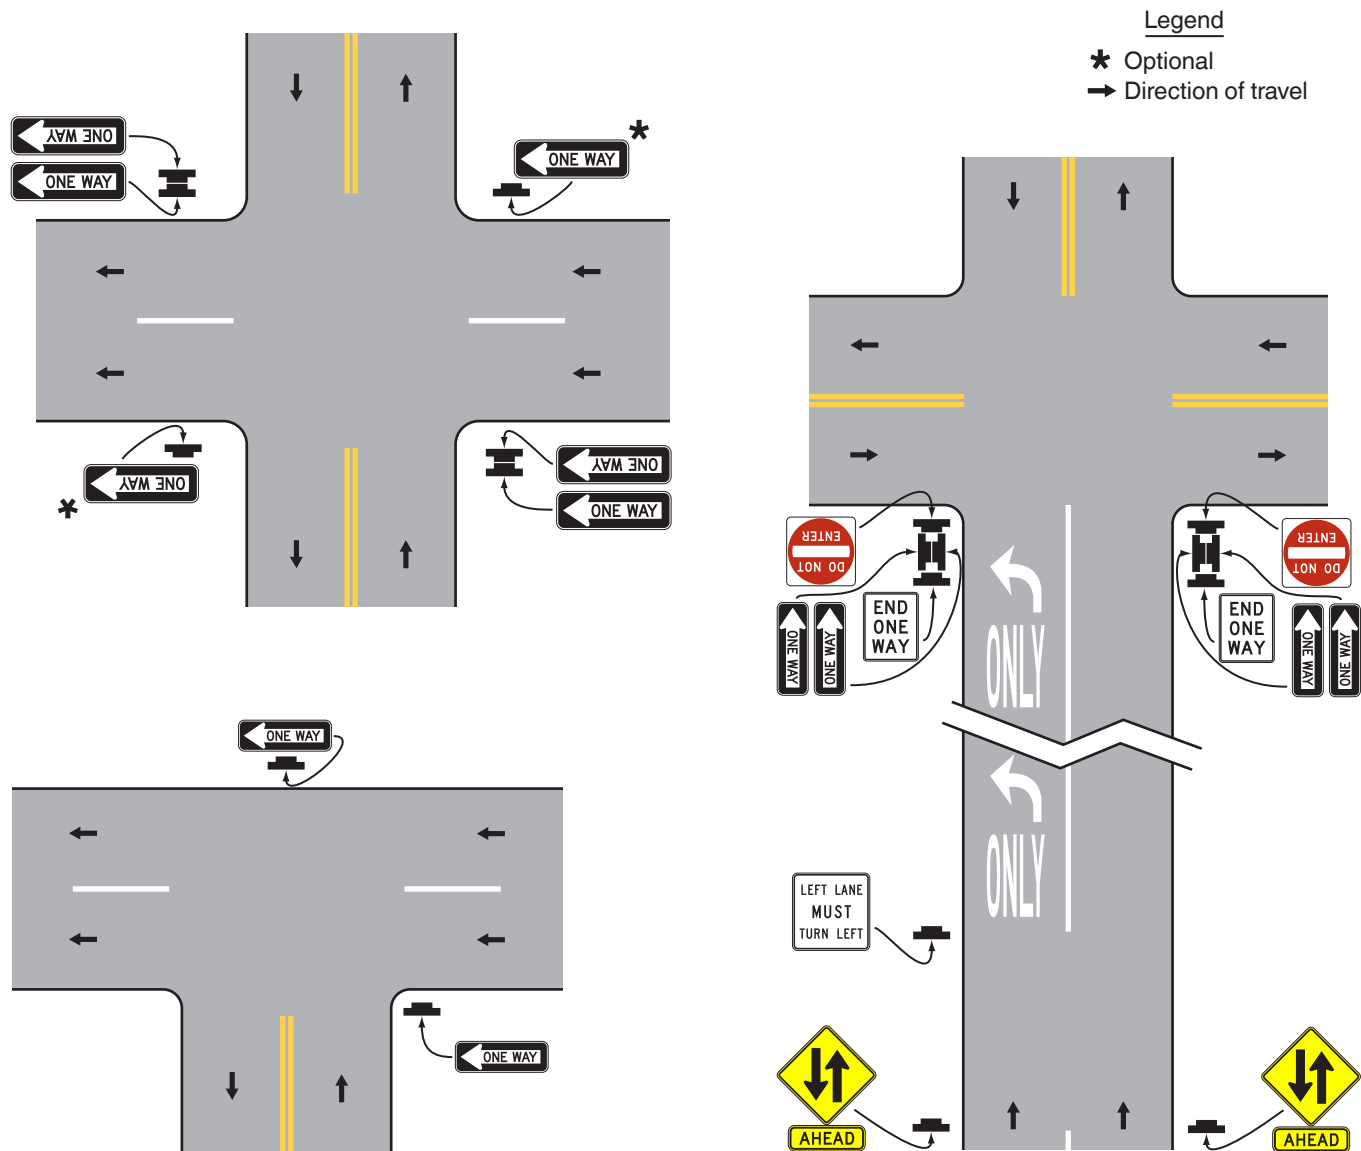 Legend
* Optional
Direction of travel
ONE WAY
ONE WAY
ONE WAY
*
ONE WAY
*
ONE WAY
ONE WAY
ONE WAY
ONE WAY
DO NOT
ENTER
ONE WAY
ONE WAY
END
ONE
WAY
ONLY
DO NOT
ENTER
END
ONE
WAY
ONE WAY
ONE WAY
ONLY
LEFT LANE
MUST
TURN LEFT
AHEAD
AHEAD